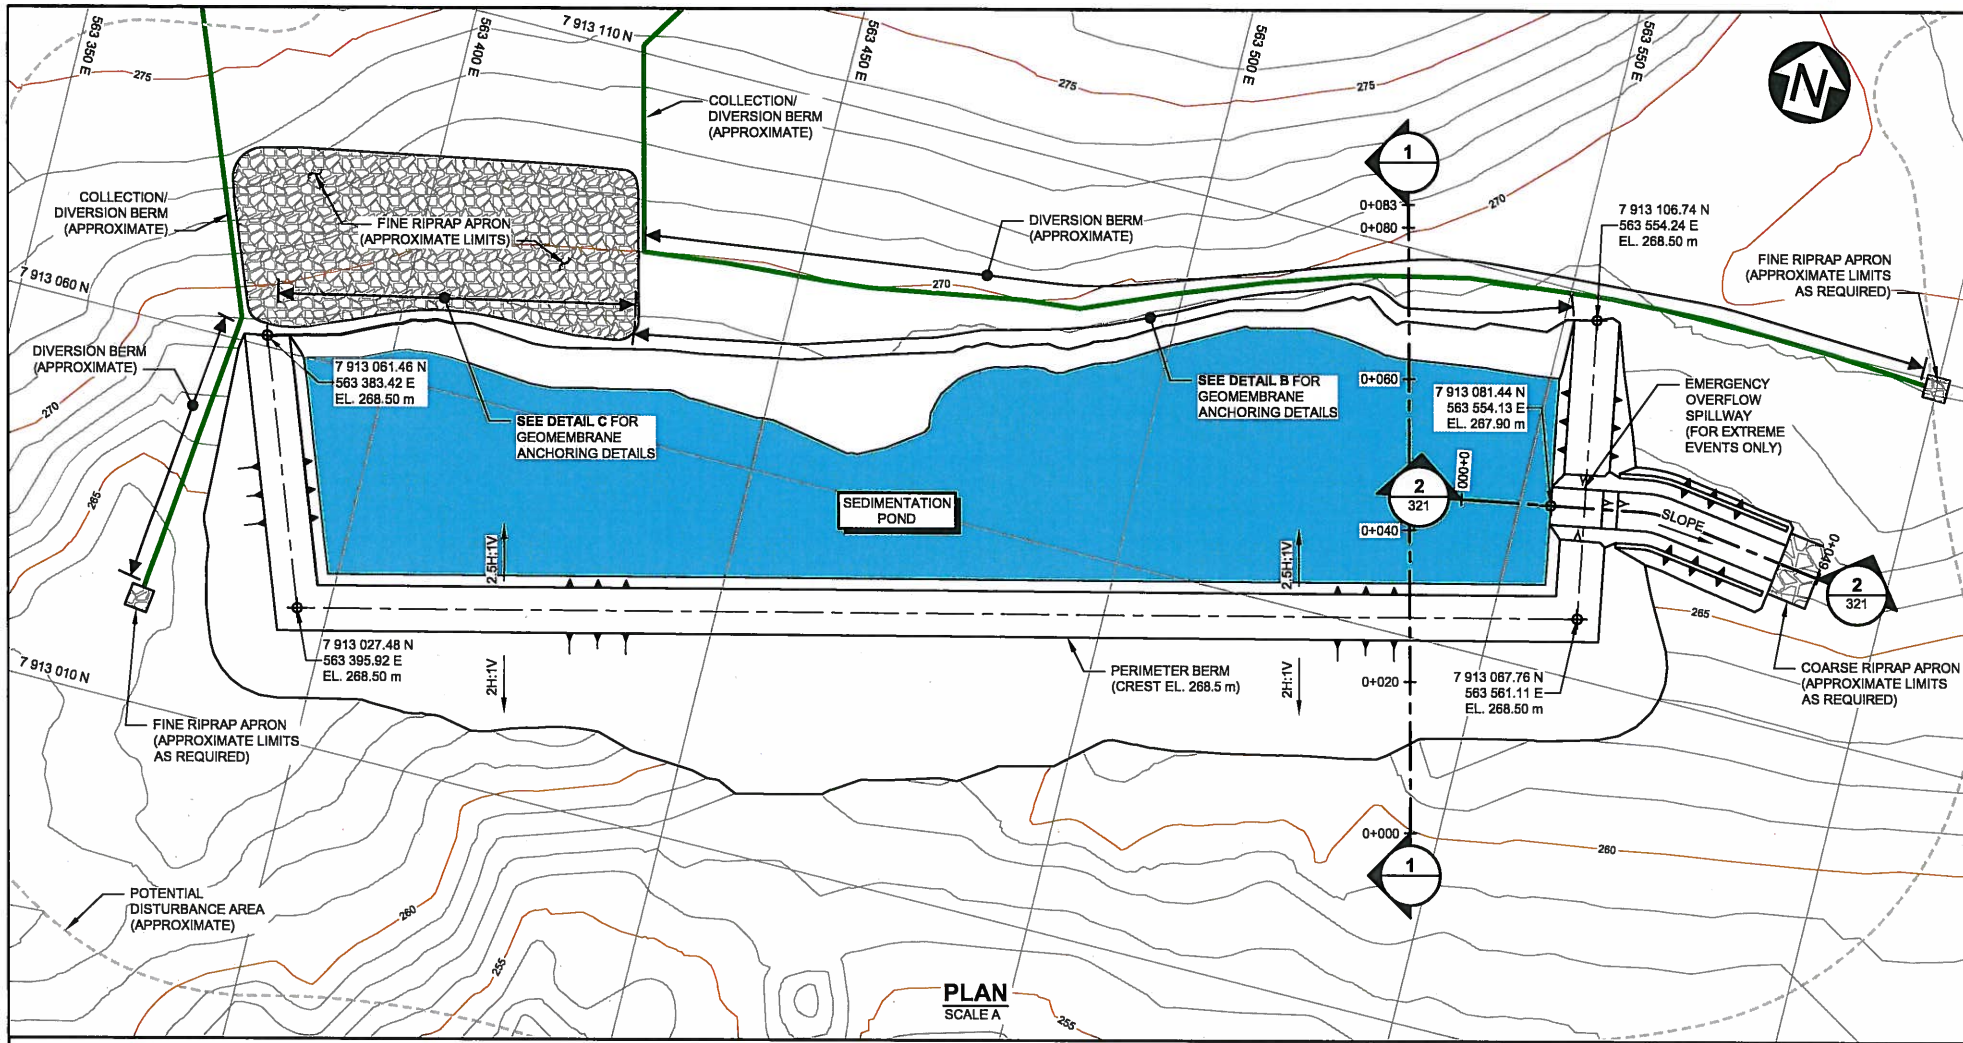 563 350 E
563 400 E
7 913 110 N
563 450 E
563 500 E
563 550 E
N
275
275
275
COLLECTION/
DIVERSION BERM
(APPROXIMATE)
1
0+083
0+080
270
7 913 106.74 N
563 554.24 E
EL. 268.50 m
COLLECTION/
DIVERSION BERM
(APPROXIMATE)
FINE RIPRAP APRON
(APPROXIMATE LIMITS)
DIVERSION BERM
(APPROXIMATE)
FINE RIPRAP APRON
(APPROXIMATE LIMITS
AS REQUIRED)
7 913 060 N
270
DIVERSION BERM
(APPROXIMATE)
270
7 913 061.46 N
563 383.42 E
EL. 268.50 m
SEE DETAIL C FOR
GEOMEMBRANE
ANCHORING DETAILS
SEE DETAIL B FOR
GEOMEMBRANE
ANCHORING DETAILS
0+060
7 913 081.44 N
563 554.13 E
EL. 267.90 m
EMERGENCY
OVERFLOW
SPILLWAY
(FOR EXTREME
EVENTS ONLY)
265
SEDIMENTATION
POND
2
321
0+000
0+040
SLOPE
0+049
2
321
2.5H:1V
2.5H:1V
265
7 913 010 N
7 913 027.48 N
563 395.92 E
EL. 268.50 m
2H:1V
PERIMETER BERM
(CREST EL. 268.5 m)
2H:1V
0+020
7 913 067.76 N
563 561.11 E
EL. 268.50 m
COARSE RIPRAP APRON
(APPROXIMATE LIMITS
AS REQUIRED)
FINE RIPRAP APRON
(APPROXIMATE LIMITS
AS REQUIRED)
0+000
260
1
POTENTIAL
DISTURBANCE AREA
(APPROXIMATE)
260
255
PLAN
SCALE A
255